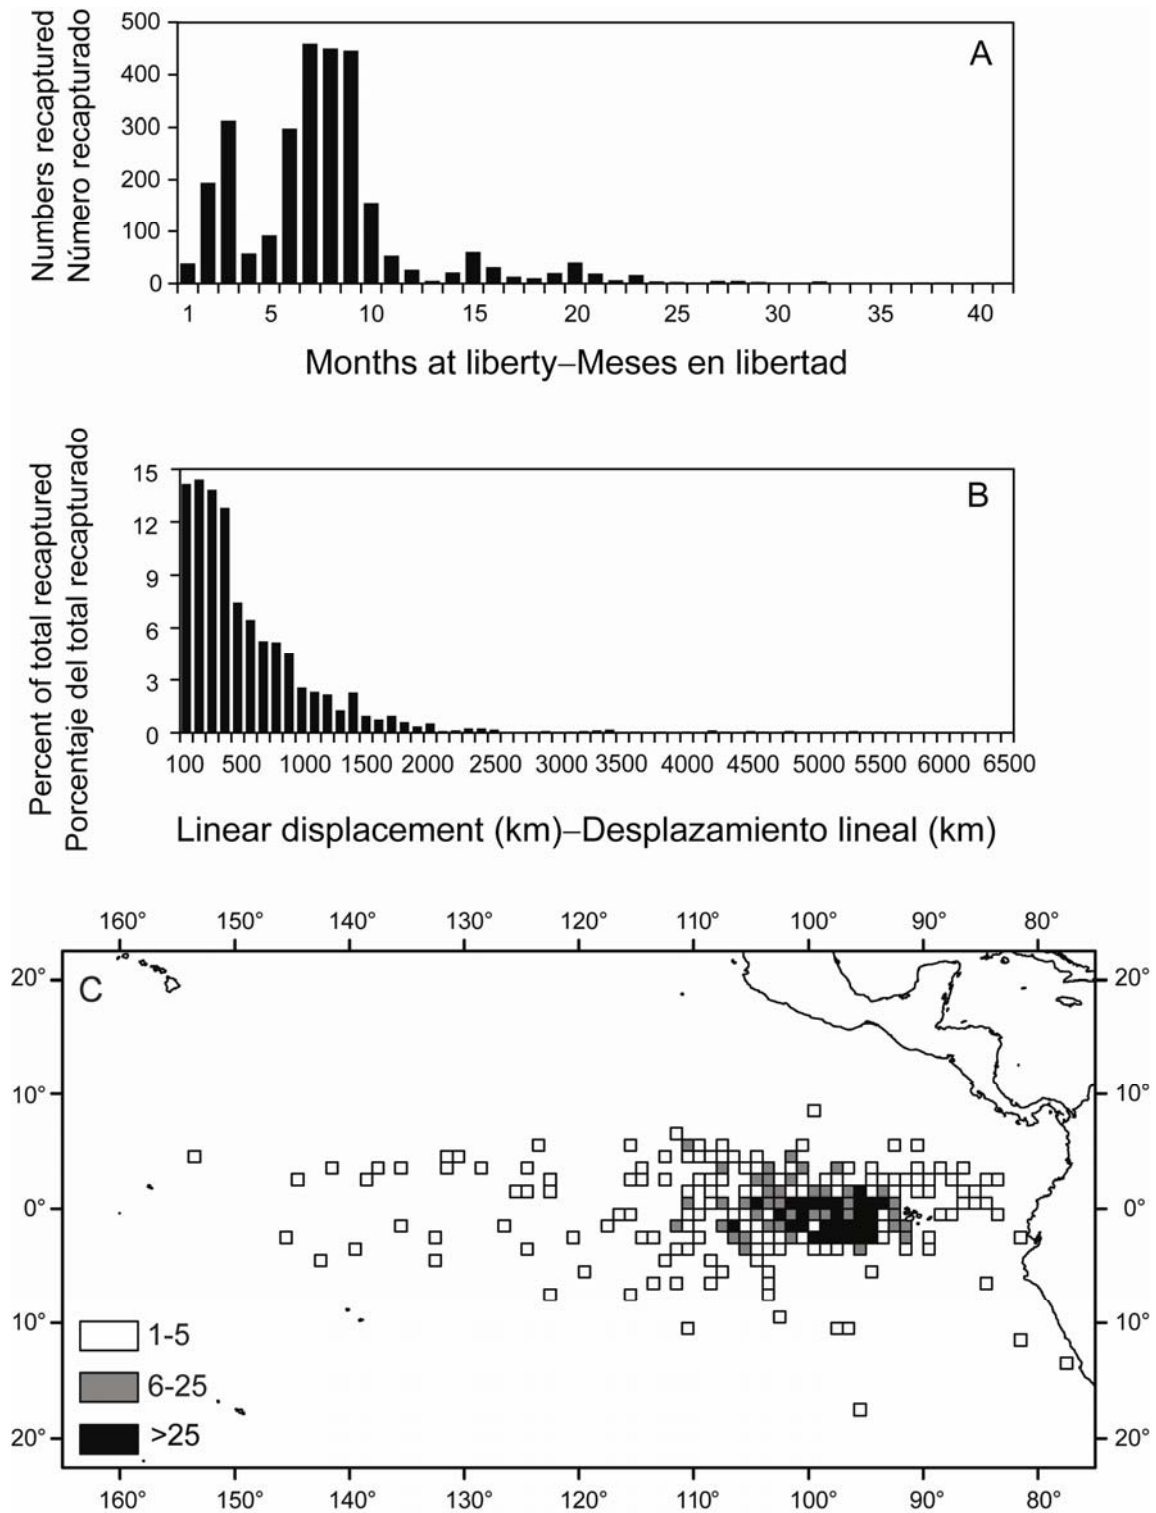 Numbers recaptured
Número recapturado
500
400
300
200
100
0
A
1 5 10 15 20 25 30 35 40
Months at liberty–Meses en libertad
Percent of total recaptured
Porcentaje del total recapturado
15
12
9
6
3
0
B
100 500 1000 1500 2000 2500 3000 3500 4000 4500 5000 5500 6000 6500
Linear displacement (km)–Desplazamiento lineal (km)
160° 150° 140° 130° 120° 110° 100° 90° 80°
20° C 20°
10° 10°
0° 0°
10° 10°
1-5
6-25
>25
20° 20°
160° 150° 140° 130° 120° 110° 100° 90° 80°